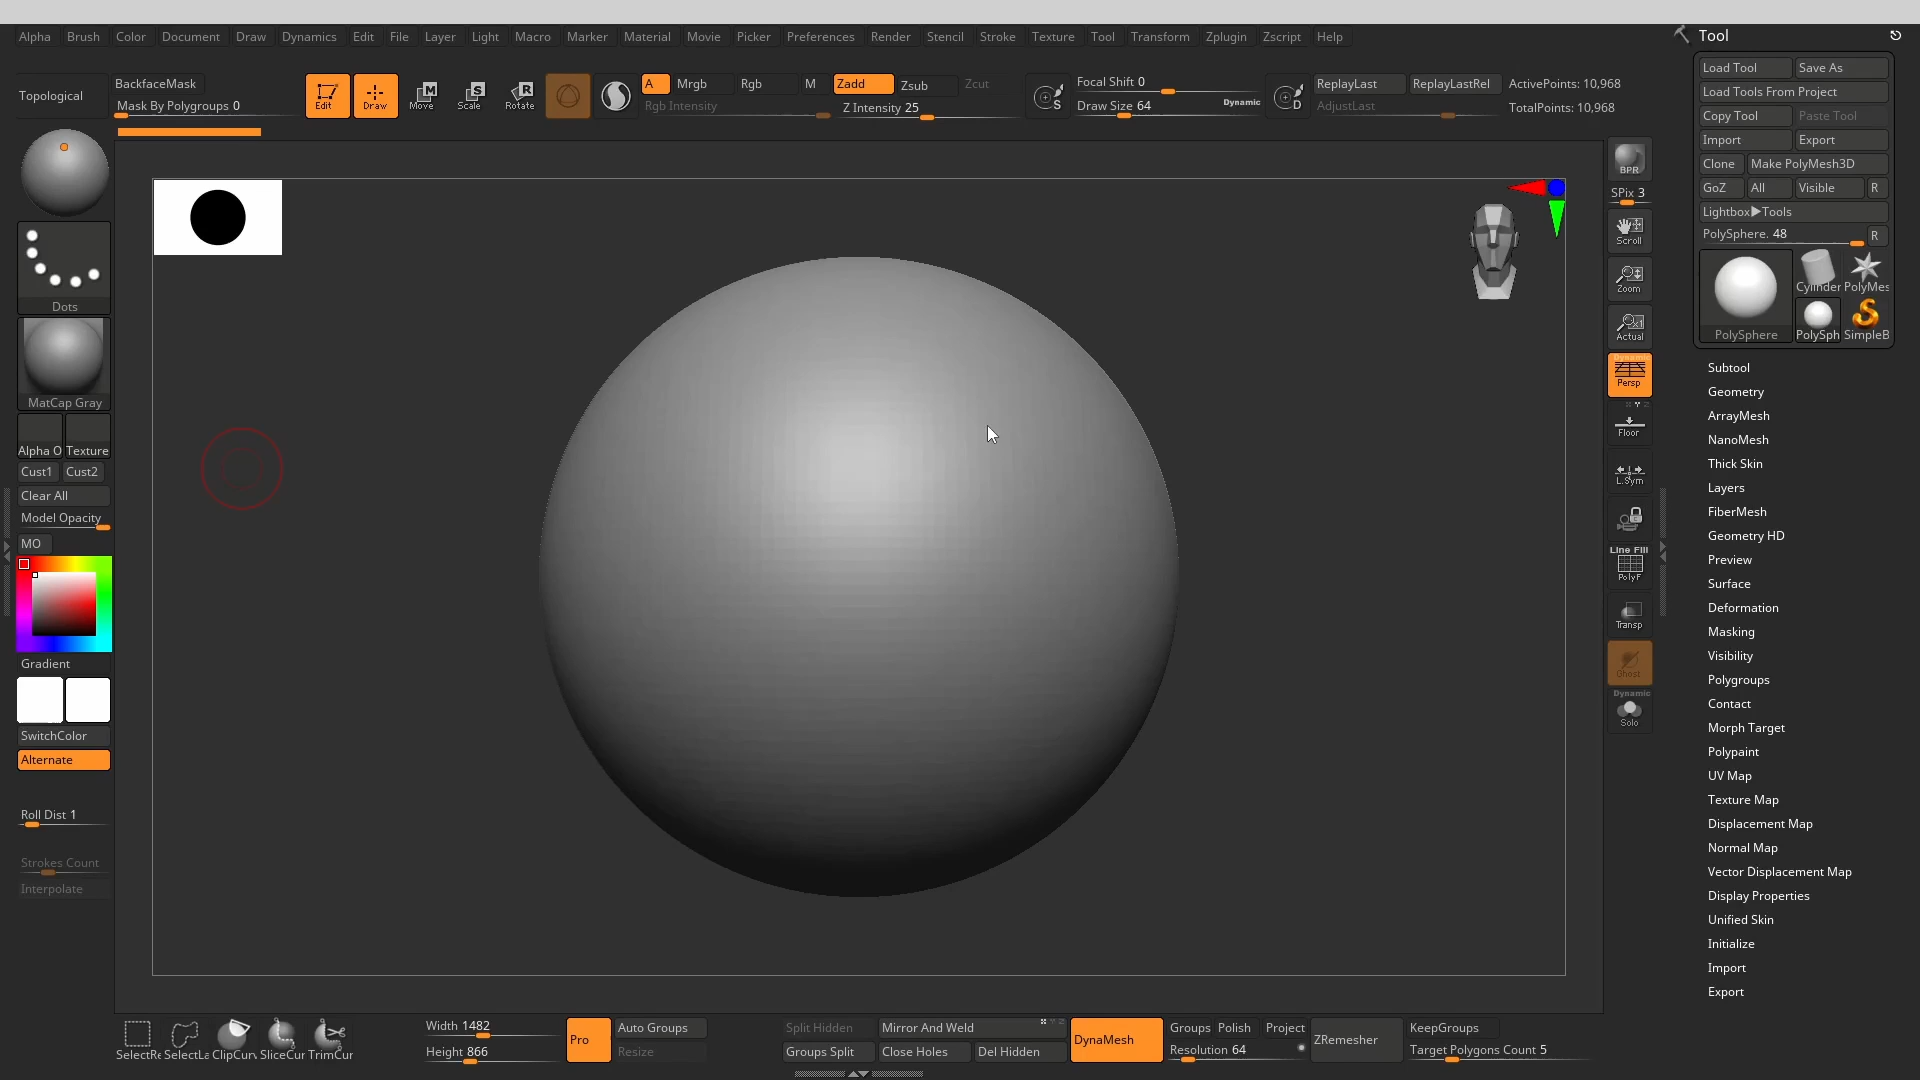 Alpha Brush Color Document Draw Dynamics Edit File Layer Light Macro Marker Material Movie Picker Preferences Render Stencil Stroke Texture Tool Transform Zplugin Zscript Help
Tool
Topological
BackfaceMask
Mask By Polygroups 0
Edit
Draw
Move
Scale
Rotate
A
Mrgb
Rgb
M
Rgb Intensity
Zadd
Zsub
Zcut
Z Intensity 25
S
Focal Shift 0
Draw Size 64
Dynamic
D
ReplayLast
ReplayLastRel
AdjustLast
ActivePoints: 10,968
TotalPoints: 10,968
Load Tool
Save As
Load Tools From Project
Copy Tool
Paste Tool
Import
Export
Clone
Make PolyMesh3D
GoZ
All
Visible
R
Lightbox▶Tools
PolySphere. 48
R
PolySphere
Cylinder
PolyMes
PolySph
SimpleB
Subtool
Geometry
ArrayMesh
NanoMesh
Thick Skin
Layers
FiberMesh
Geometry HD
Preview
Surface
Deformation
Masking
Visibility
Polygroups
Contact
Morph Target
Polypaint
UV Map
Texture Map
Displacement Map
Normal Map
Vector Displacement Map
Display Properties
Unified Skin
Initialize
Import
Export
Dots
MatCap Gray
Alpha O
Texture
Cust1
Cust2
Clear All
Model Opacity
MO
Gradient
SwitchColor
Alternate
Roll Dist 1
Strokes Count
Interpolate
BPR
SPix 3
Scroll
Zoom
Actual
Dynamic
Persp
Floor
L.Sym
Line Fill
PolyF
Transp
Ghost
Dynamic
Solo
SelectRe
SelectLa
ClipCurv
SliceCur
TrimCur
Width 1482
Height 866
Pro
Auto Groups
Resize
Split Hidden
Groups Split
Mirror And Weld
Close Holes
Del Hidden
DynaMesh
Groups
Polish
Project
Resolution 64
ZRemesher
KeepGroups
Target Polygons Count 5